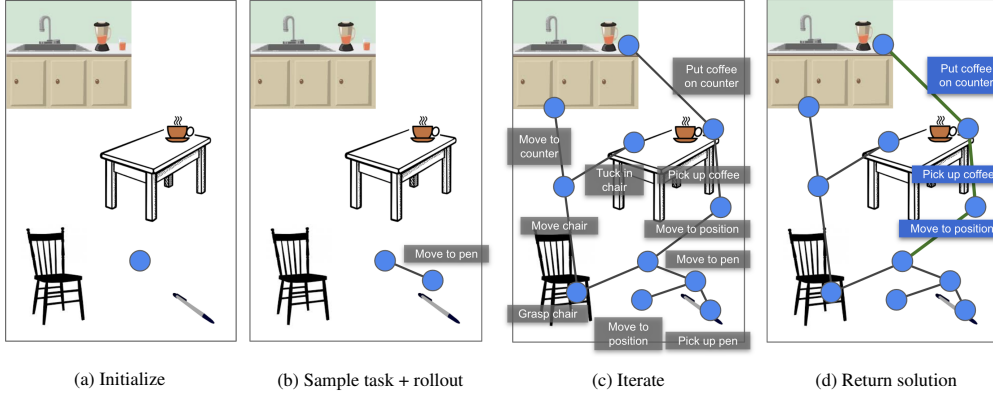 Move to pen
Put coffee
on counter
Move to
counter
Tuck in
chair
Pick up coffee
Move chair
Move to position
Move to pen
Grasp chair
Move to
position
Pick up pen
Put coffee
on counter
Pick up coffee
Move to position
(a) Initialize
(b) Sample task + rollout
(c) Iterate
(d) Return solution